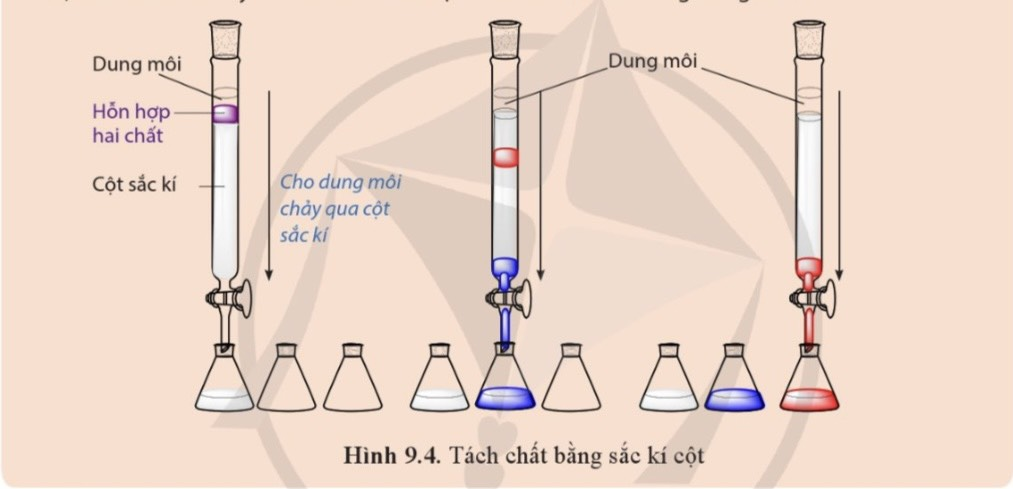 Dung môi
Hỗn hợp
hai chất
Cột sắc kí
Cho dung môi
chảy qua cột
sắc kí
Dung môi
Hình 9.4. Tách chất bằng sắc kí cột